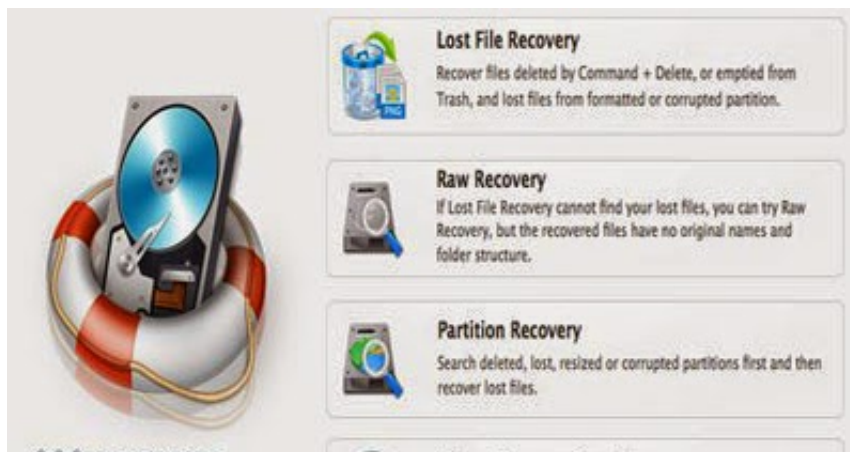 Lost File Recovery
Recover files deleted by Command + Delete, or emptied from
Trash, and lost files from formatted or corrupted partition.
PNG
Raw Recovery
If Lost File Recovery cannot find your lost files, you can try Raw
Recovery, but the recovered files have no original names and
folder structure.
Partition Recovery
Search deleted, lost, resized or corrupted partitions first and then
recover lost files.